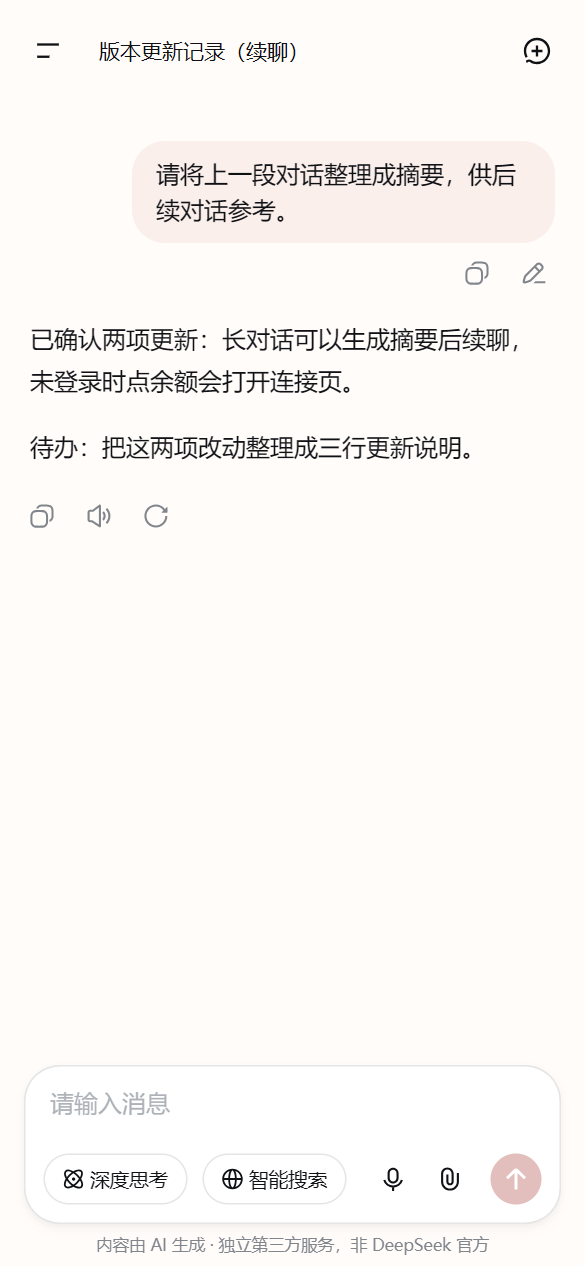 版本更新记录（续聊）
请将上一段对话整理成摘要，供后
续对话参考。
已确认两项更新：长对话可以生成摘要后续聊，
未登录时点余额会打开连接页。
待办：把这两项改动整理成三行更新说明。
请输入消息
深度思考
智能搜索
内容由 AI 生成 · 独立第三方服务，非 DeepSeek 官方